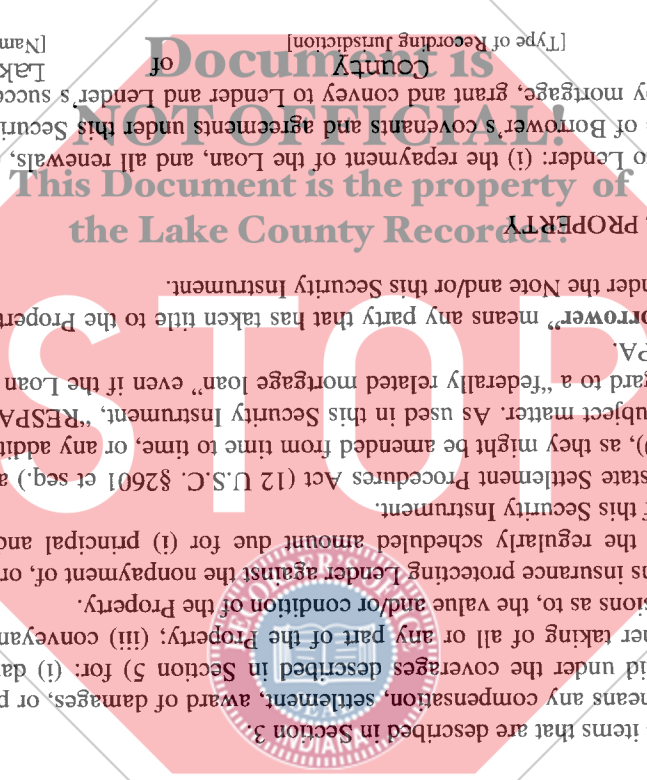 Document is
NOT OFFICIAL!
This Document is the property of
the Lake County Recorder!
STOP
RECORDER'S OFFICE
SEAL
INDIANA
items that are described in Section 3.
means any compensation, settlement, award of damages, or p
id under the coverages described in Section 5) for: (i) da
her taking of all or any part of the Property; (iii) conveyan
sions as to, the value and/or condition of the Property.
ns insurance protecting Lender against the nonpayment of, or
the regularly scheduled amount due for (i) principal and
f this Security Instrument.
state Settlement Procedures Act (12 U.S.C. §2601 et seq.) a
), as they might be amended from time to time, or any addit
subject matter. As used in this Security Instrument, "RESPA
gard to a "federally related mortgage loan" even if the Loan
PA.
orrower" means any party that has taken title to the Propert
der the Note and/or this Security Instrument.
PROPERTY
o Lender: (i) the repayment of the Loan, and all renewals,
of Borrower's covenants and agreements under this Securi
y mortgage, grant and convey to Lender and Lender's succe
County of Lak
[Type of Recording Jurisdiction] [Nam